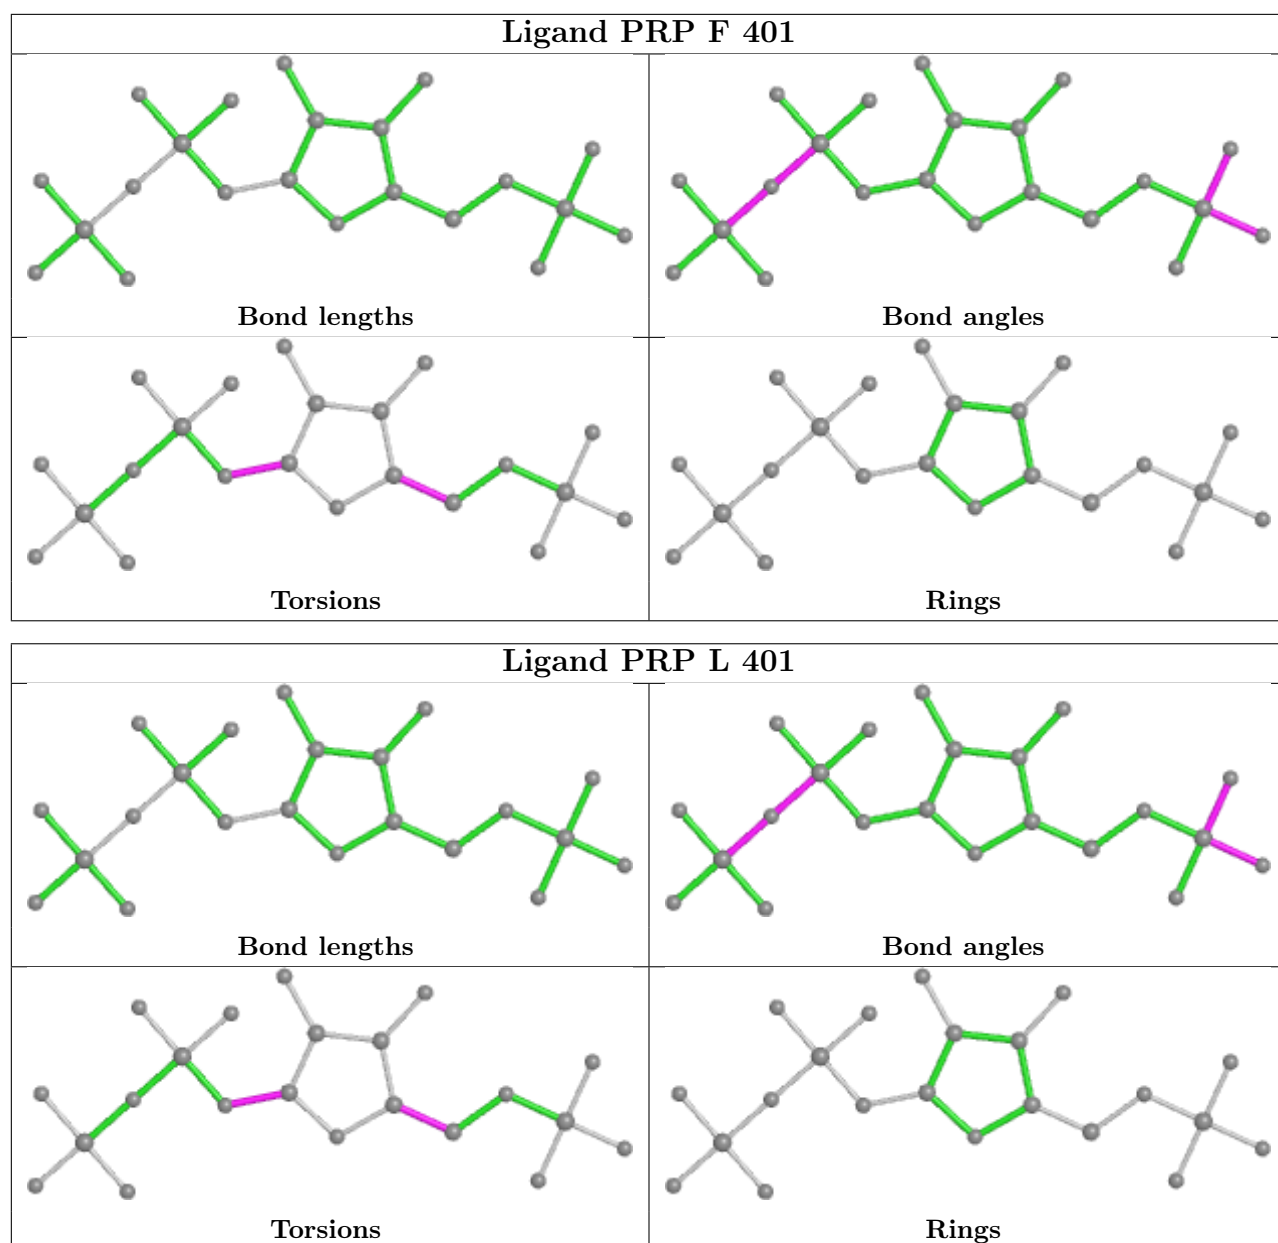 Ligand PRP F 401
Bond lengths
Bond angles
Torsions
Rings
Ligand PRP L 401
Bond lengths
Bond angles
Torsions
Rings